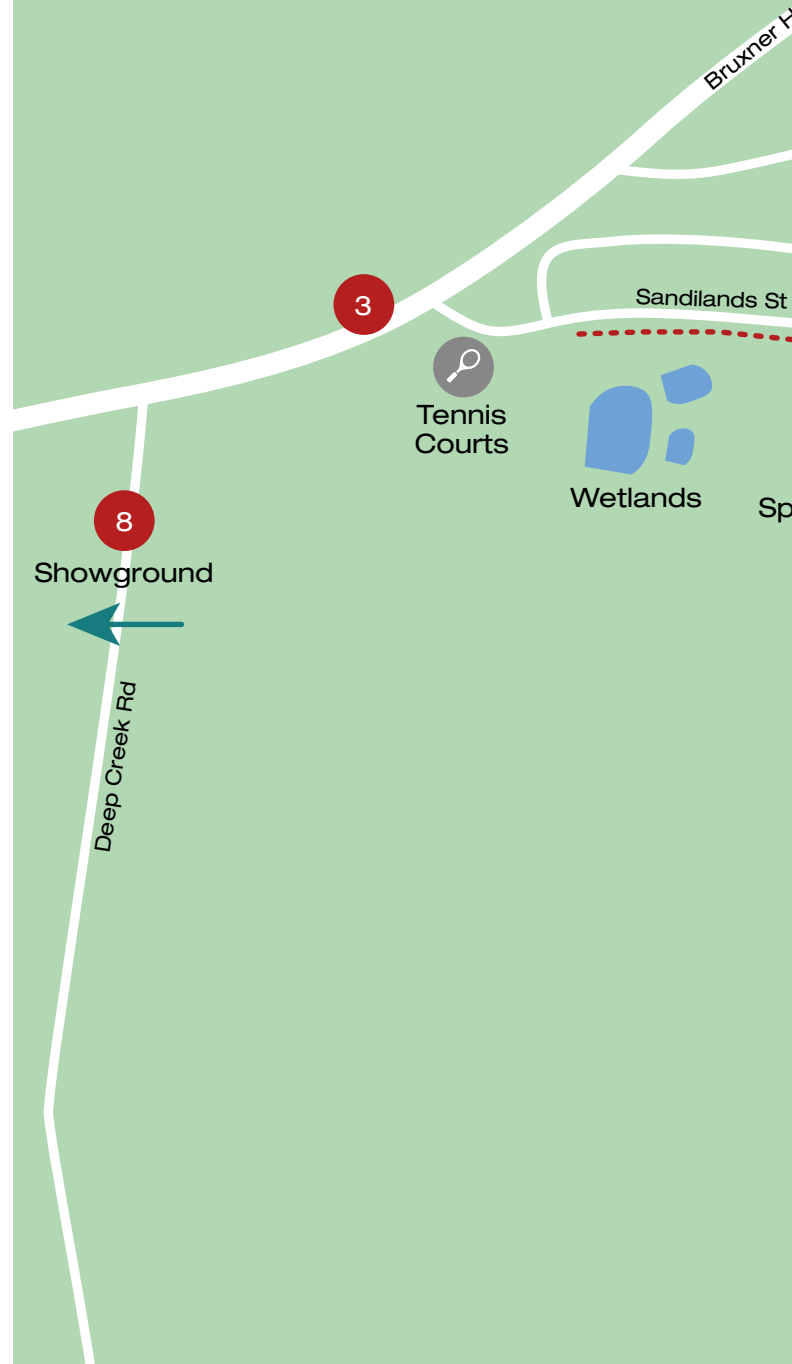 Bruxner H
Sandilands St
3
Tennis
Courts
Wetlands
Sp
8
Showground
Deep Creek Rd